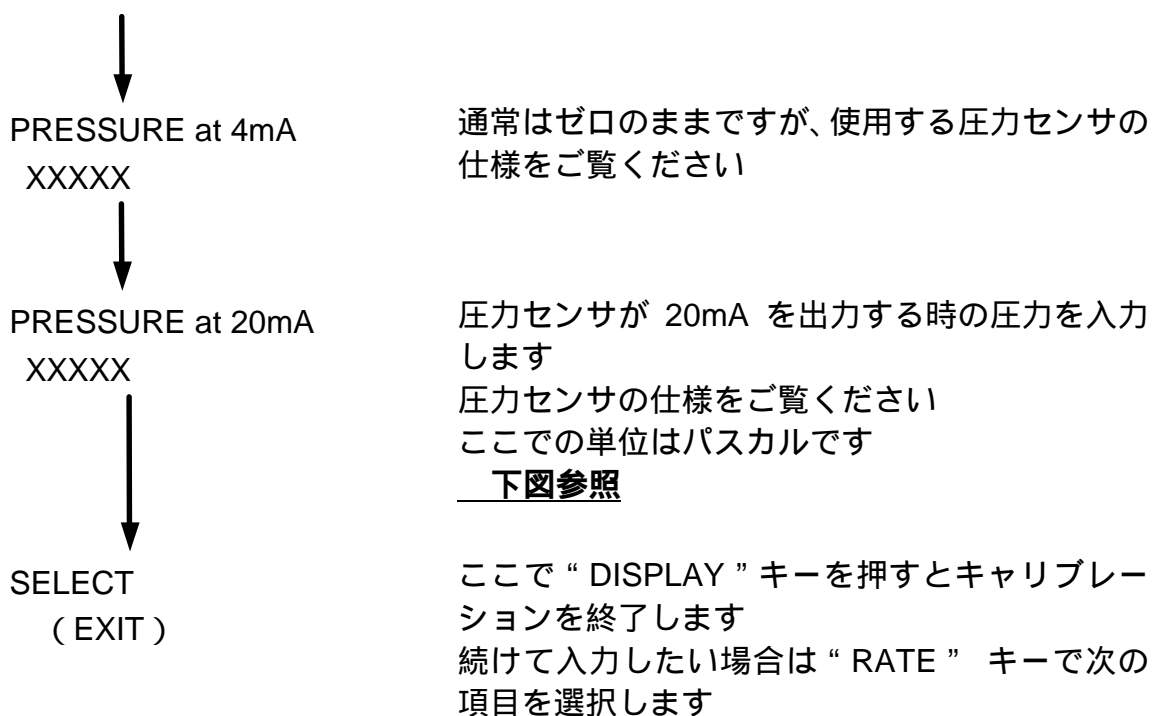 PRESSURE at 4mA
XXXXX
通常はゼロのままですが、使用する圧力センサの
仕様をご覧ください
PRESSURE at 20mA
XXXXX
圧力センサが 20mA を出力する時の圧力を入力
します
圧力センサの仕様をご覧ください
ここでの単位はパスカルです
下図参照
SELECT
（EXIT）
ここで“DISPLAY”キーを押すとキャリブレー
ションを終了します
続けて入力したい場合は“RATE” キーで次の
項目を選択します